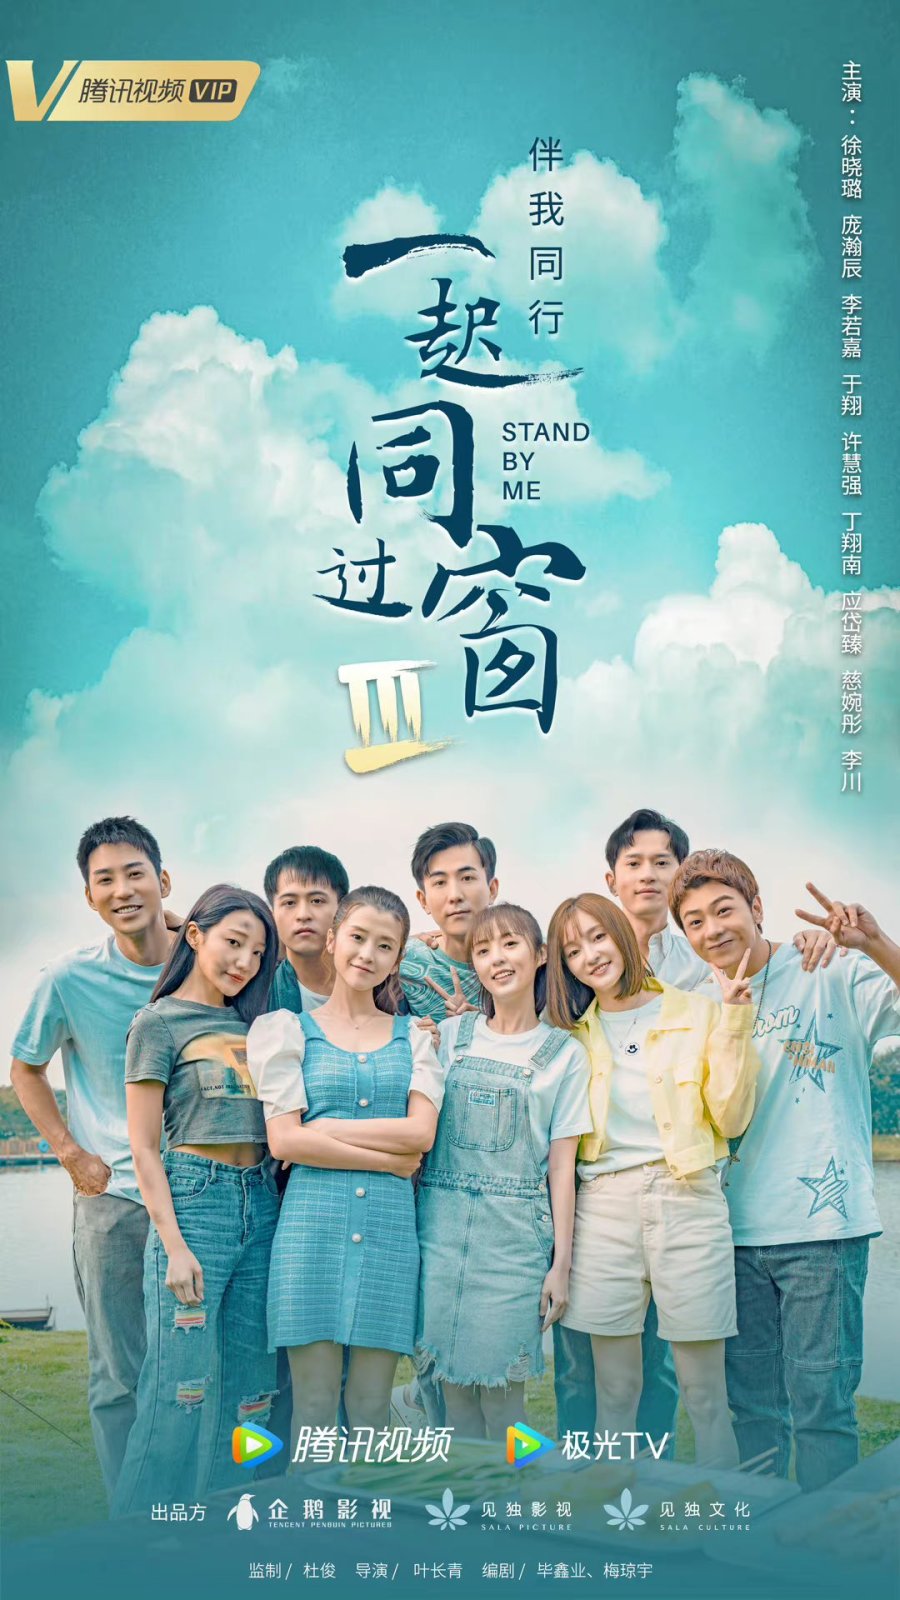 V 腾讯视频 VIP
主演：徐晓璐 庞瀚辰 李若嘉 于翔 许慧强 丁翔南 应岱臻 慈婉彤 李川
伴我同行
一起同过窗
STAND
BY
ME
III
腾讯视频 极光TV
出品方 企鹅影视 见独影视 见独文化
TENCENT PENGUIN PICTURES SALA PICTURE SALA CULTURE
监制 / 杜俊 导演 / 叶长青 编剧 / 毕鑫业、梅琼宇